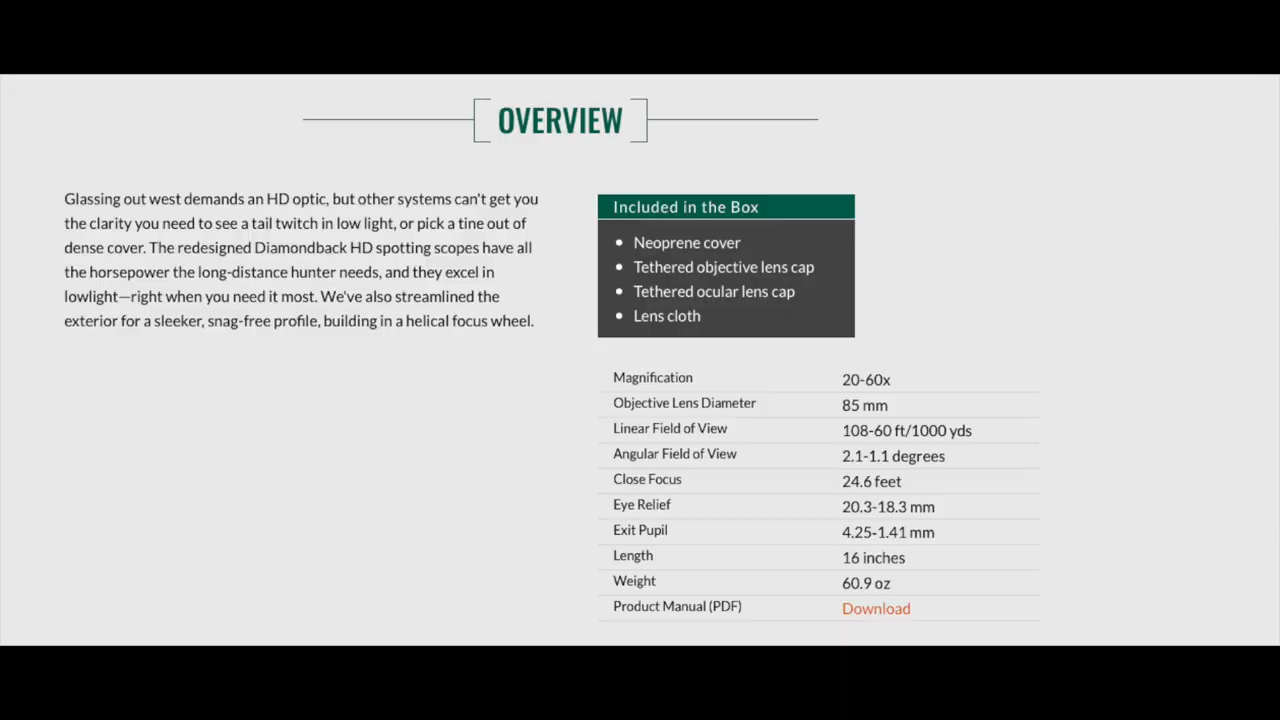 OVERVIEW
Glassing out west demands an HD optic, but other systems can't get you
the clarity you need to see a tail twitch in low light, or pick a tine out of
dense cover. The redesigned Diamondback HD spotting scopes have all
the horsepower the long-distance hunter needs, and they excel in
lowlight—right when you need it most. We've also streamlined the
exterior for a sleeker, snag-free profile, building in a helical focus wheel.
Included in the Box
• Neoprene cover
• Tethered objective lens cap
• Tethered ocular lens cap
• Lens cloth
Magnification 20-60x
Objective Lens Diameter 85 mm
Linear Field of View 108-60 ft/1000 yds
Angular Field of View 2.1-1.1 degrees
Close Focus 24.6 feet
Eye Relief 20.3-18.3 mm
Exit Pupil 4.25-1.41 mm
Length 16 inches
Weight 60.9 oz
Product Manual (PDF) Download